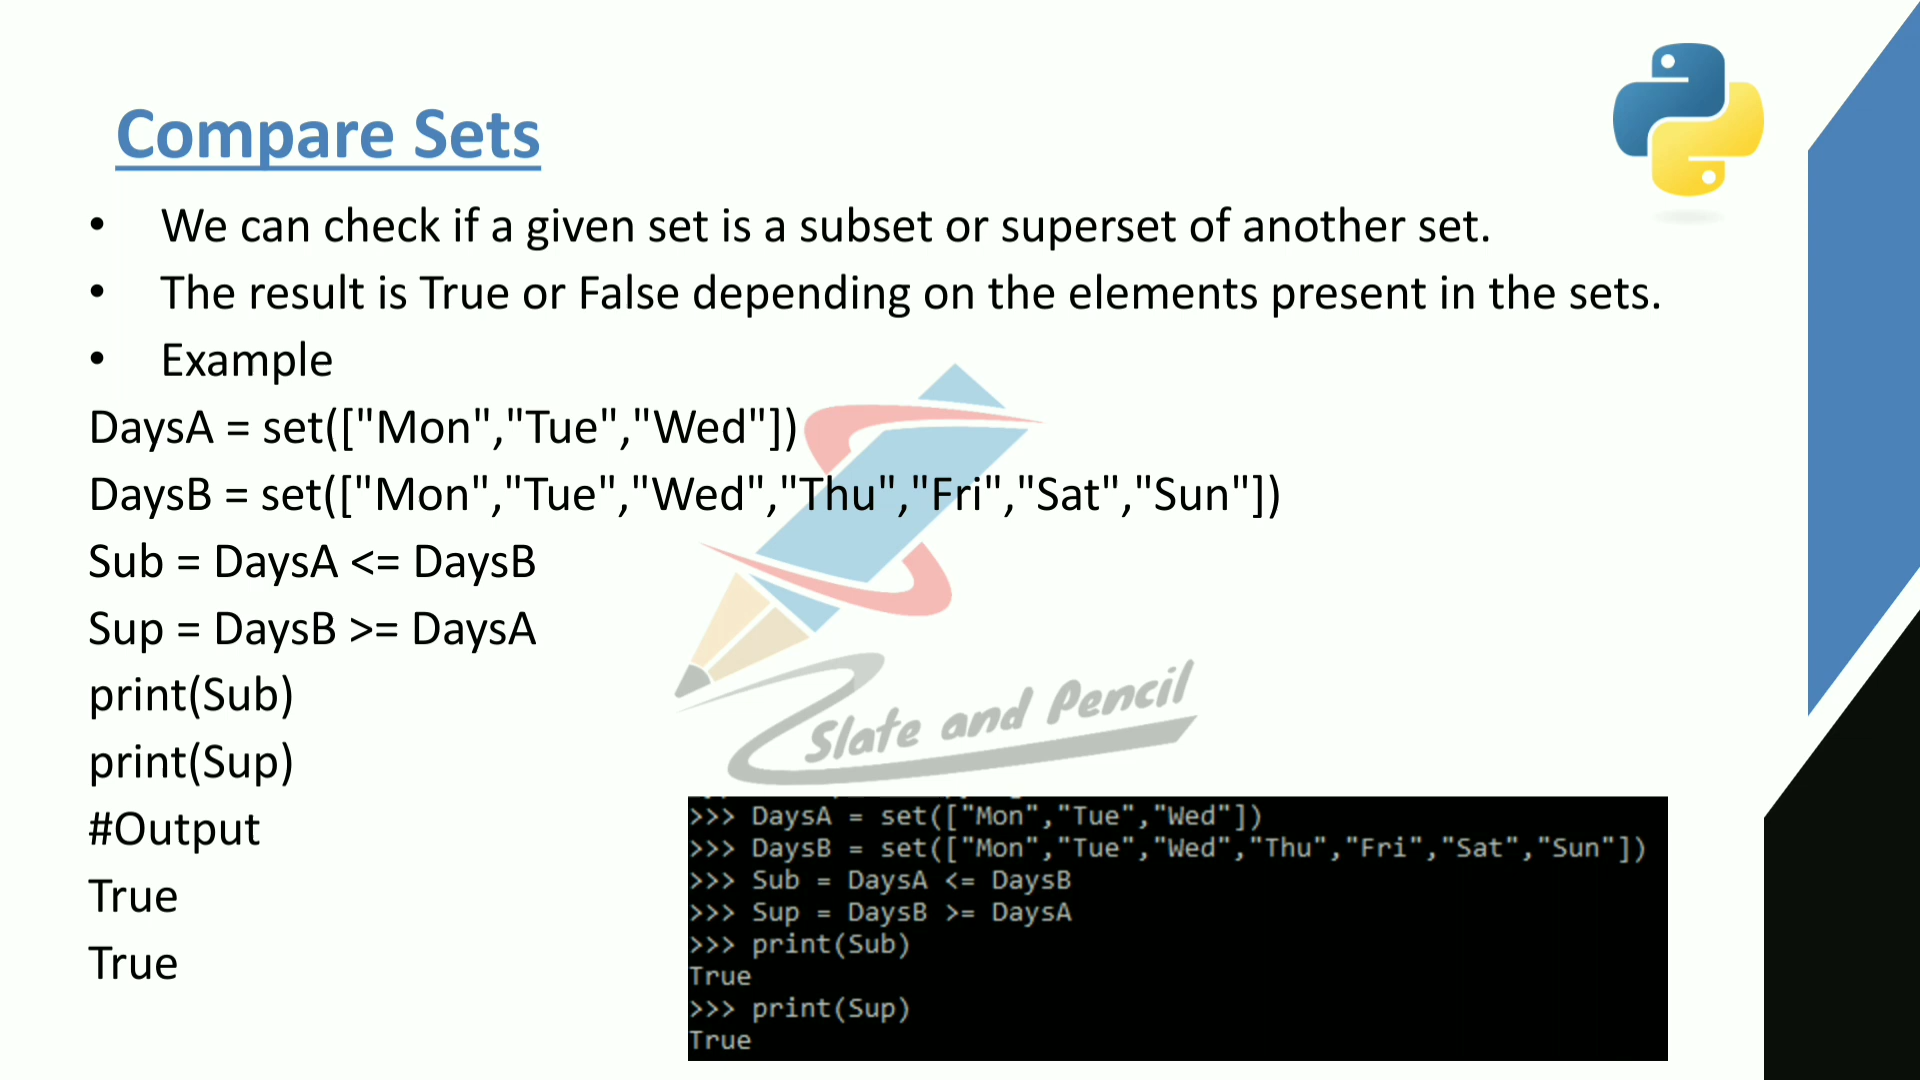 Compare Sets
• We can check if a given set is a subset or superset of another set.
• The result is True or False depending on the elements present in the sets.
• Example
DaysA = set(["Mon","Tue","Wed"])
DaysB = set(["Mon","Tue","Wed","Thu","Fri","Sat","Sun"])
Sub = DaysA <= DaysB
Sup = DaysB >= DaysA
print(Sub)
print(Sup)
#Output
True
True
Slate and Pencil
>>> DaysA = set(["Mon","Tue","Wed"])
>>> DaysB = set(["Mon","Tue","Wed","Thu","Fri","Sat","Sun"])
>>> Sub = DaysA <= DaysB
>>> Sup = DaysB >= DaysA
>>> print(Sub)
True
>>> print(Sup)
True